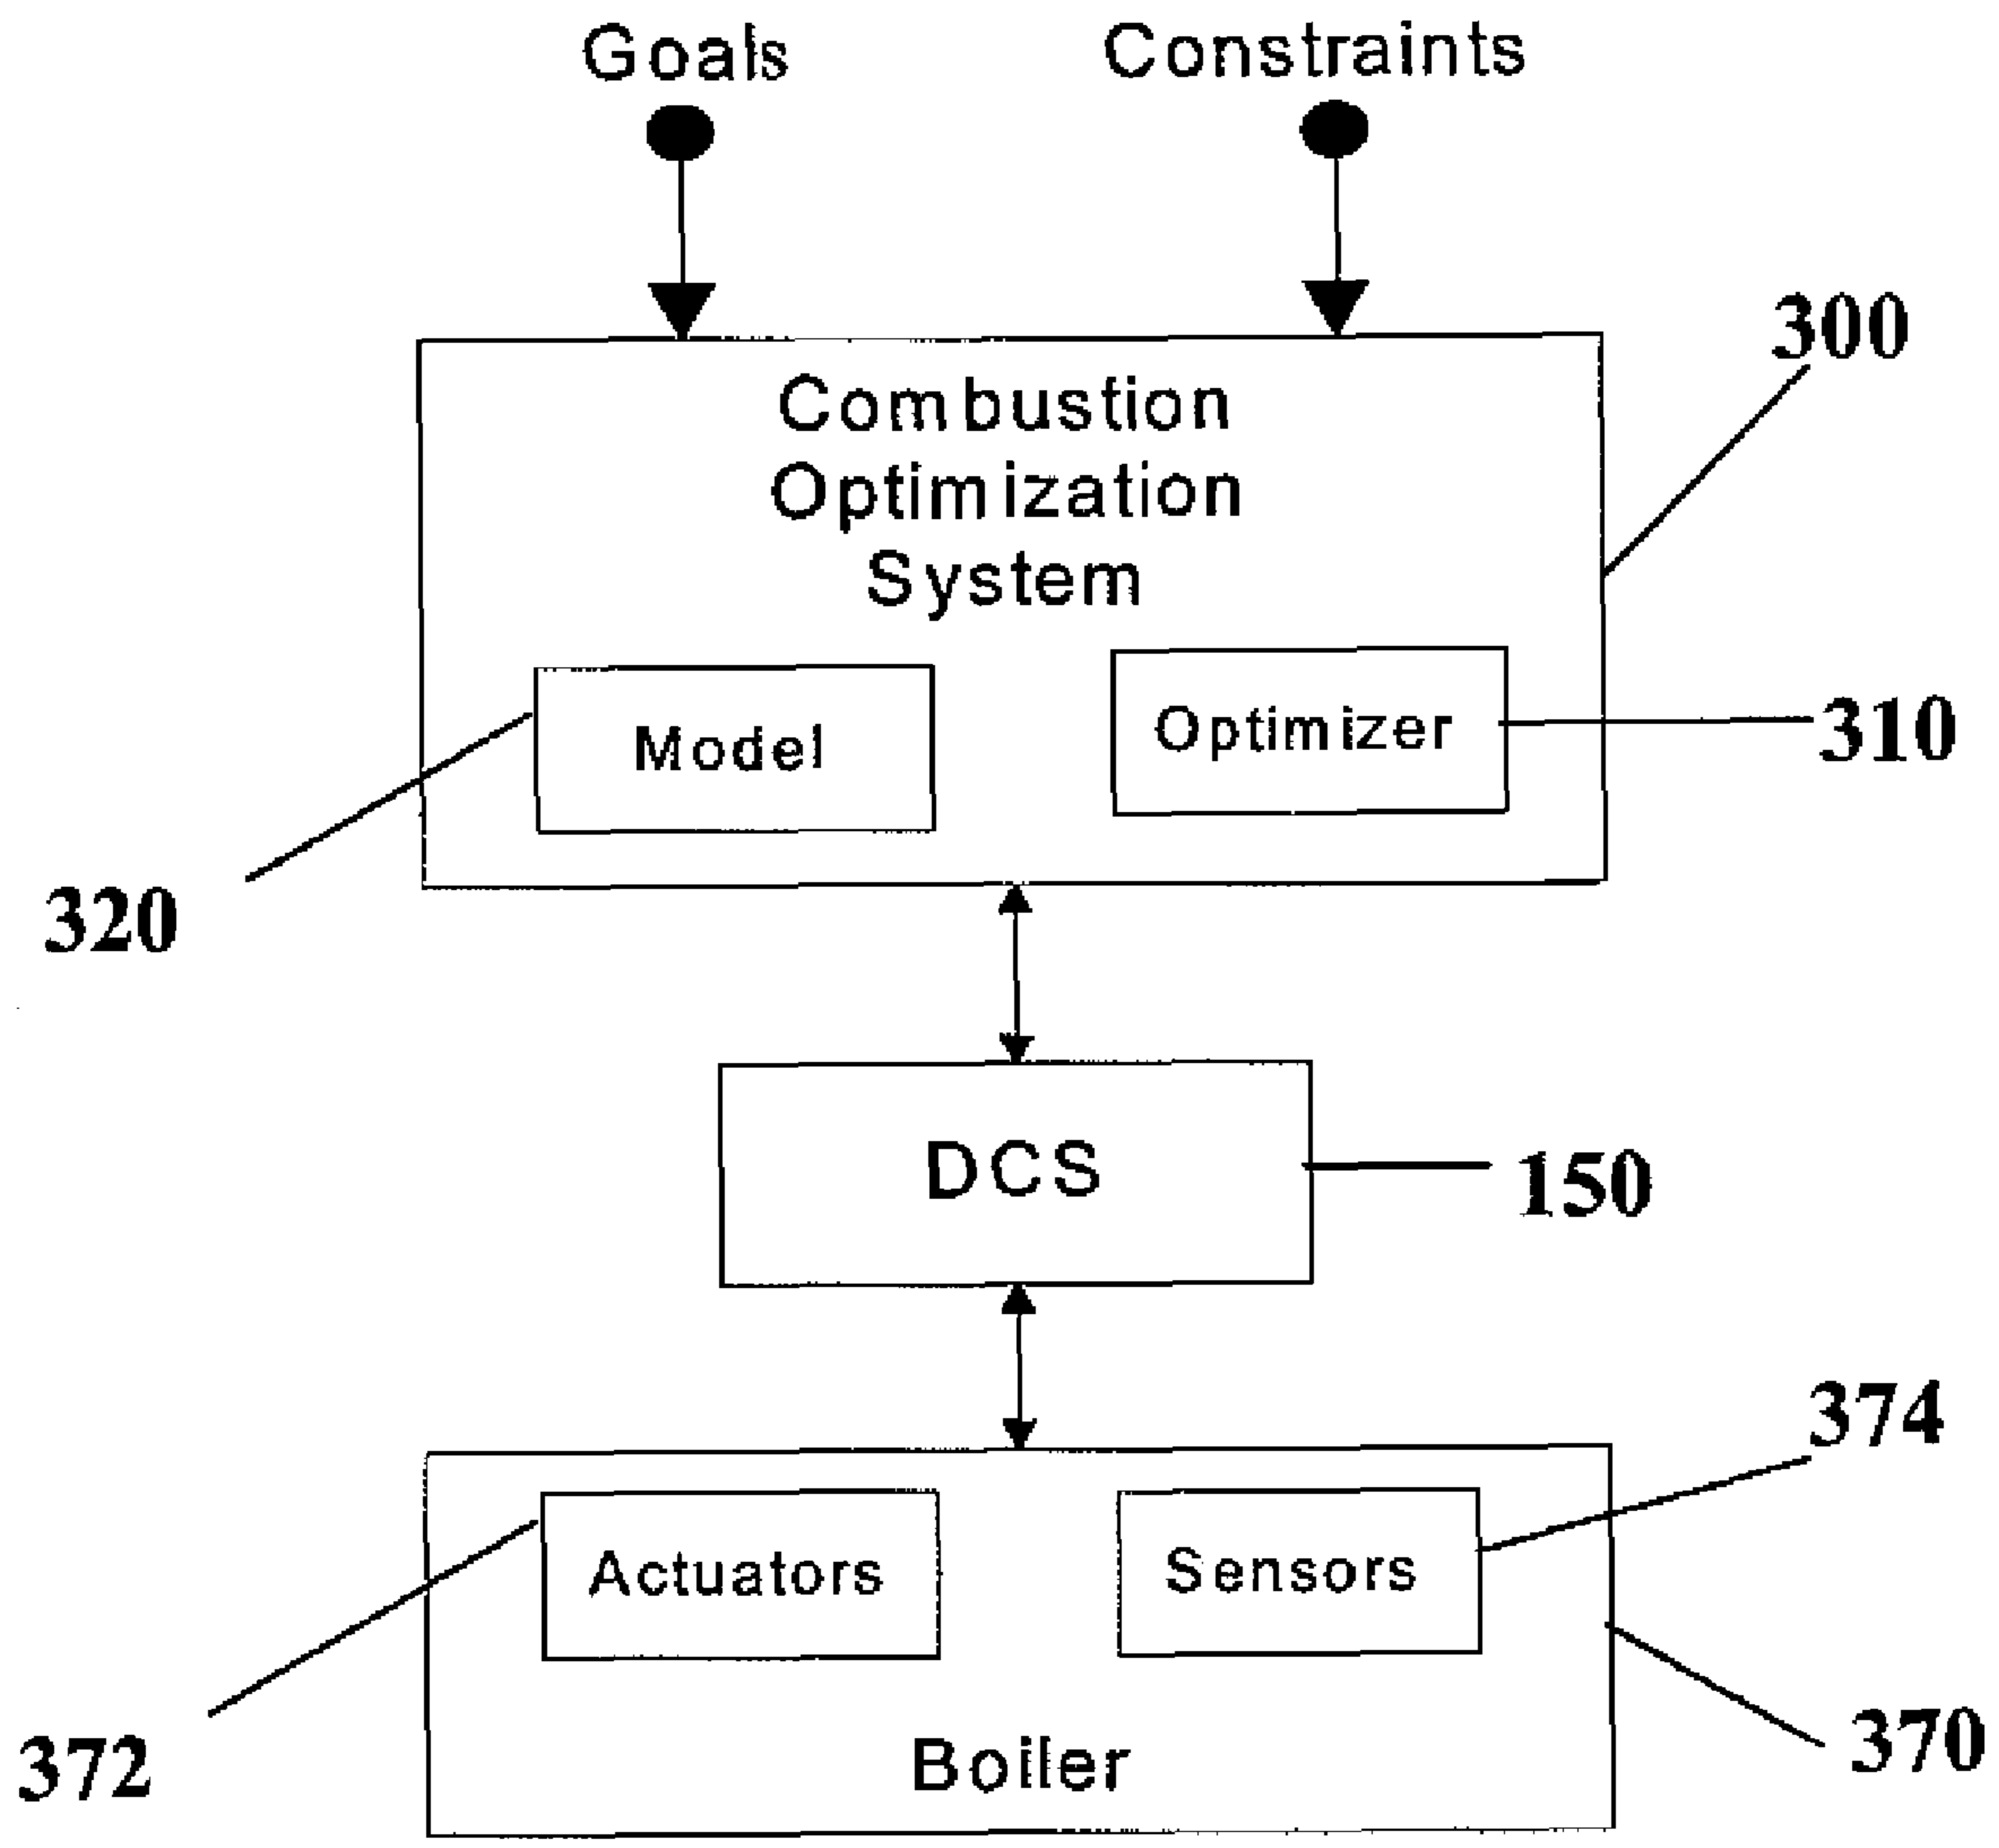 Goals
Constraints
300
Combustion
Optimization
System
Model
Optimizer
310
320
DCS
150
374
Actuators
Sensors
372
370
Boiler